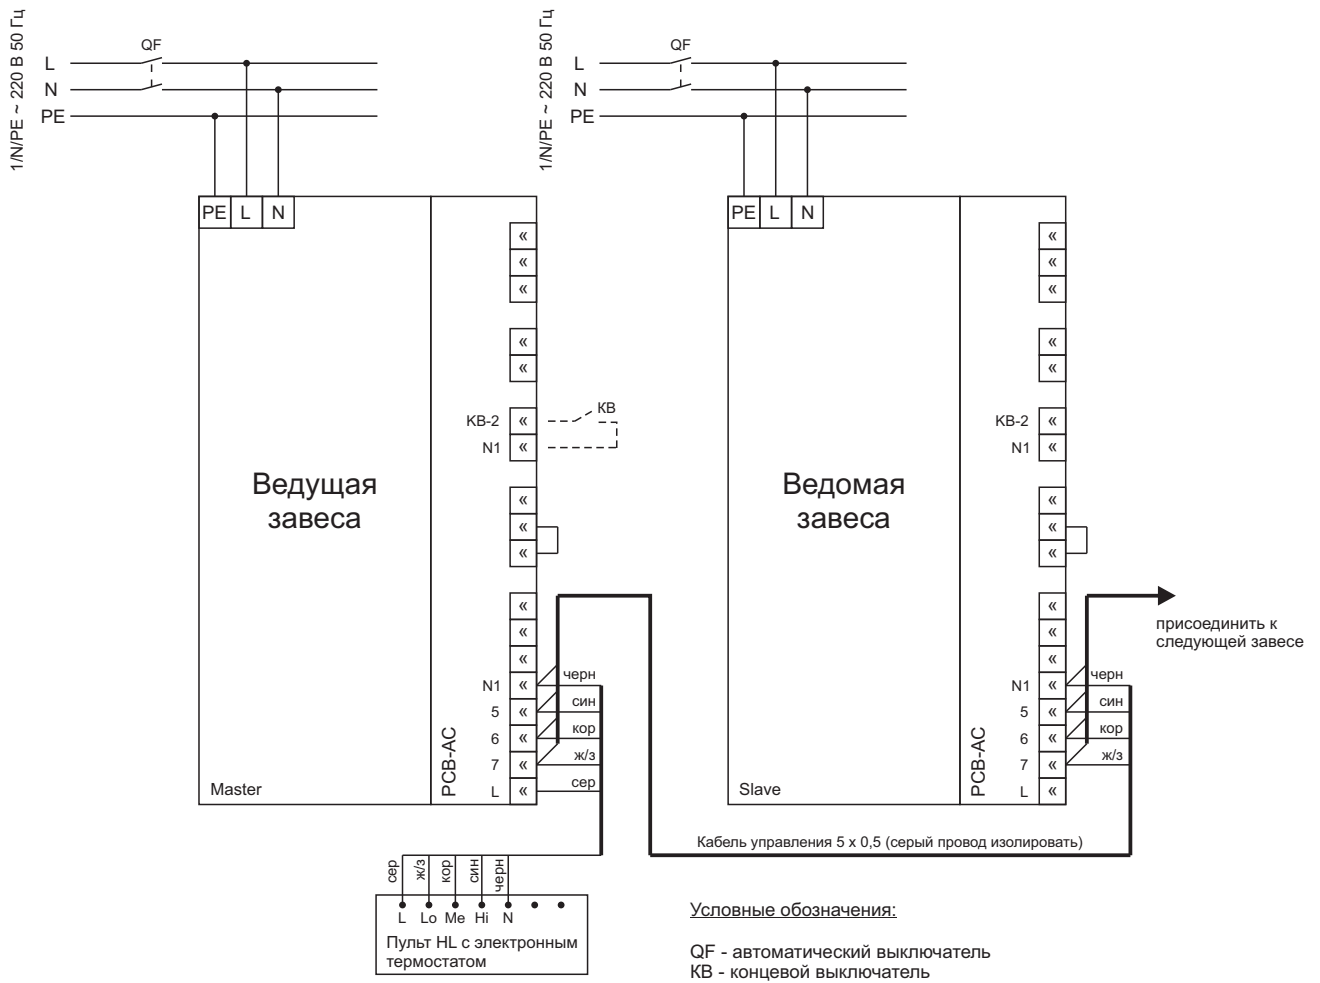 1/N/PE ~ 220 В 50 Гц
QF
L
N
PE
PE L N
«
«
«
«
«
KB-2 «
КВ
N1 «
Ведущая
завеса
«
«
«
«
«
«
N1 « черн
5 « син
6 « кор
7 « ж/з
L « сер
PCB-AC
Master
1/N/PE ~ 220 В 50 Гц
QF
L
N
PE
PE L N
«
«
«
«
«
KB-2 «
N1 «
Ведомая
завеса
«
«
«
«
«
«
N1 « черн
5 « син
6 « кор
7 « ж/з
L «
PCB-AC
Slave
присоединить к
следующей завесе
Кабель управления 5 x 0,5 (серый провод изолировать)
сер ж/з кор син черн
L Lo Me Hi N
Пульт HL с электронным
термостатом
Условные обозначения:
QF - автоматический выключатель
КВ - концевой выключатель